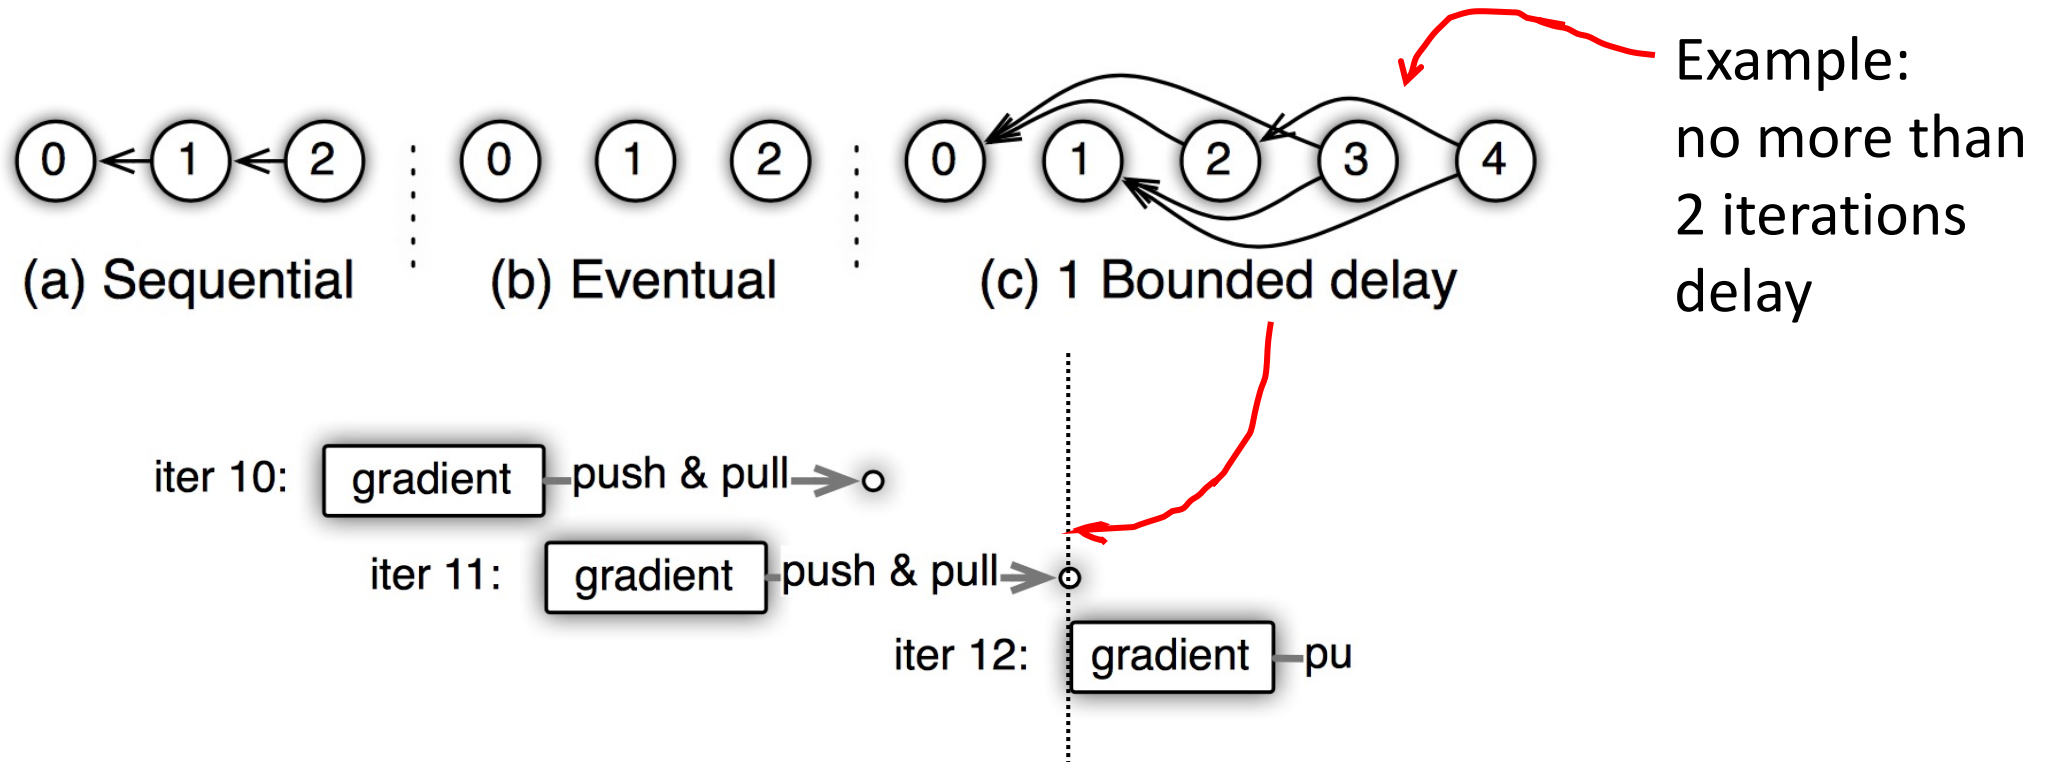 0 1 2
0 1 2
0 1 2 3 4
(a) Sequential
(b) Eventual
(c) 1 Bounded delay
Example:
no more than
2 iterations
delay
iter 10: gradient push & pull
iter 11: gradient push & pull
iter 12: gradient pu